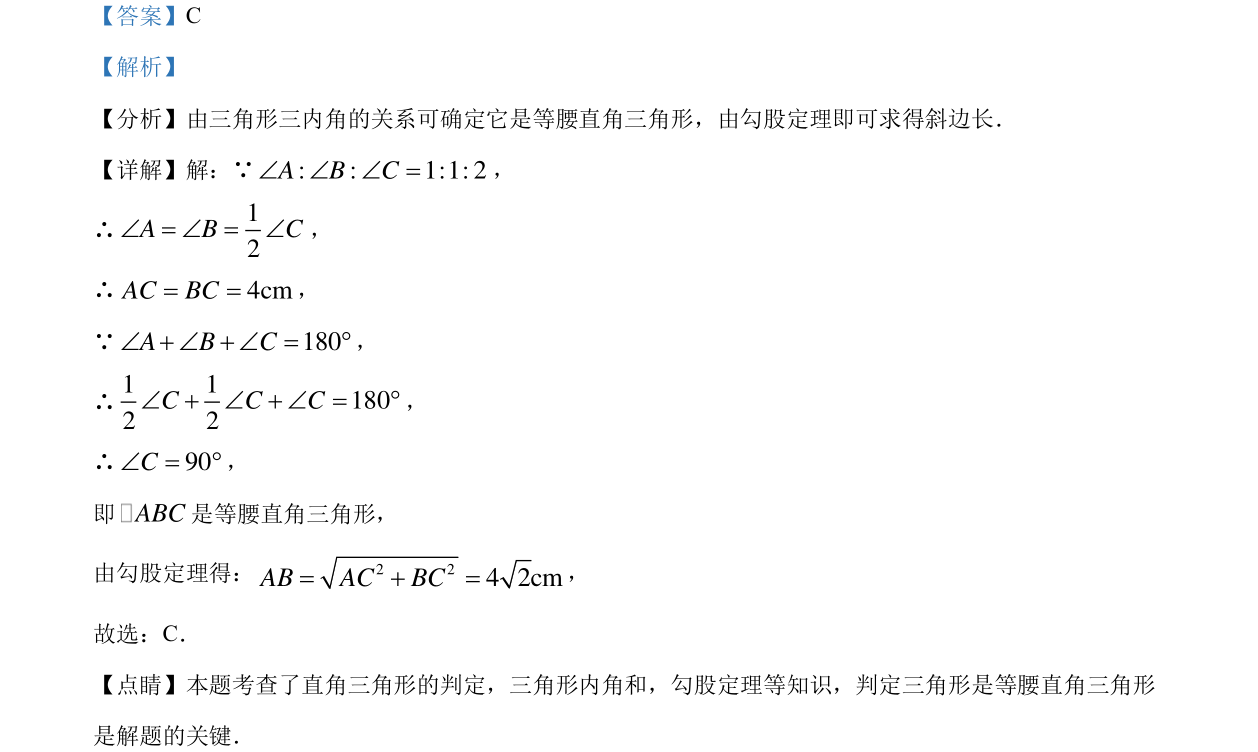 【答案】C
【解析】
【分析】由三角形三内角的关系可确定它是等腰直角三角形，由勾股定理即可求得斜边长．
【详解】解：∵∠A:∠B:∠C=1:1:2，
∴∠A=∠B=1/2∠C，
∴AC=BC=4cm，
∵∠A+∠B+∠C=180°，
∴1/2∠C+1/2∠C+∠C=180°，
∴∠C=90°，
即□ABC是等腰直角三角形，
由勾股定理得：AB=√(AC²+BC²)=4√2cm，
故选：C．
【点睛】本题考查了直角三角形的判定，三角形内角和，勾股定理等知识，判定三角形是等腰直角三角形
是解题的关键．